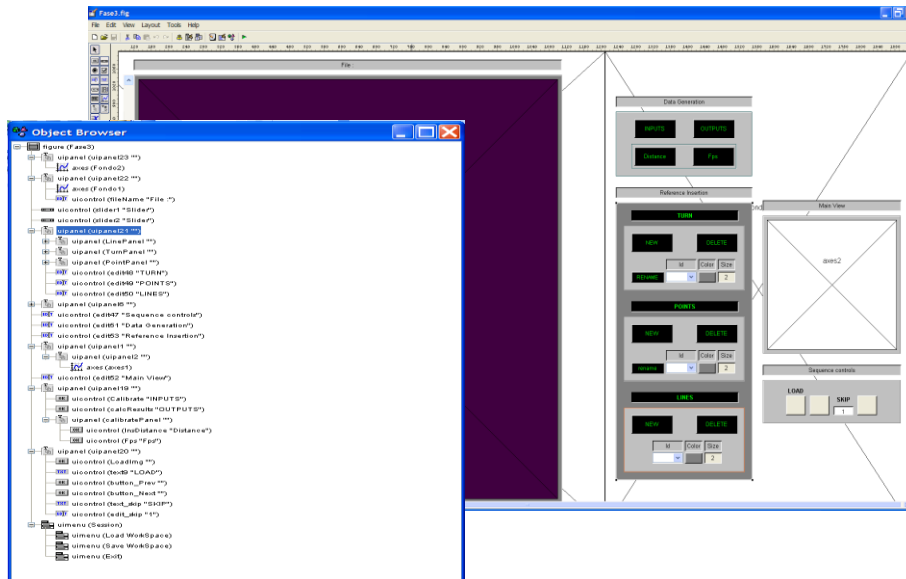 Fase3.fig
File Edit View Layout Tools Help
File :
Object Browser
figure (Fase3)
uipanel (uipanel23 "")
axes (Fondo2)
uipanel (uipanel22 "")
axes (Fondo1)
uicontrol (fileName "File :")
uicontrol (slider1 "Slider")
uicontrol (slider2 "Slider")
uipanel (uipanel21 "")
uipanel (LinePanel "")
uipanel (TurnPanel "")
uipanel (PointPanel "")
uicontrol (edit48 "TURN")
uicontrol (edit49 "POINTS")
uicontrol (edit50 "LINES")
uipanel (uipanel5 "")
uicontrol (edit47 "Sequence controls")
uicontrol (edit51 "Data Generation")
uicontrol (edit53 "Reference Insertion")
uipanel (uipanel1 "")
uipanel (uipanel2 "")
axes (axes1)
uicontrol (edit52 "Main View")
uipanel (uipanel19 "")
uicontrol (Calibrate "INPUTS")
uicontrol (calcResults "OUTPUTS")
uipanel (calibratePanel "")
uicontrol (InsDistance "Distance")
uicontrol (Fps "Fps")
uipanel (uipanel20 "")
uicontrol (LoadImg "")
uicontrol (text9 "LOAD")
uicontrol (button_Prev "")
uicontrol (button_Next "")
uicontrol (text_skip "SKIP")
uicontrol (edit_skip "1")
uimenu (Session)
uimenu (Load WorkSpace)
uimenu (Save WorkSpace)
uimenu (Exit)
Data Generation
INPUTS OUTPUTS
Distance Fps
Reference Insertion
TURN
NEW DELETE
M Color Size
RENAME 2
POINTS
NEW DELETE
M Color Size
rename 2
LINES
NEW DELETE
M Color Size
2
Main View
axes2
Sequence controls
LOAD
SKIP
1